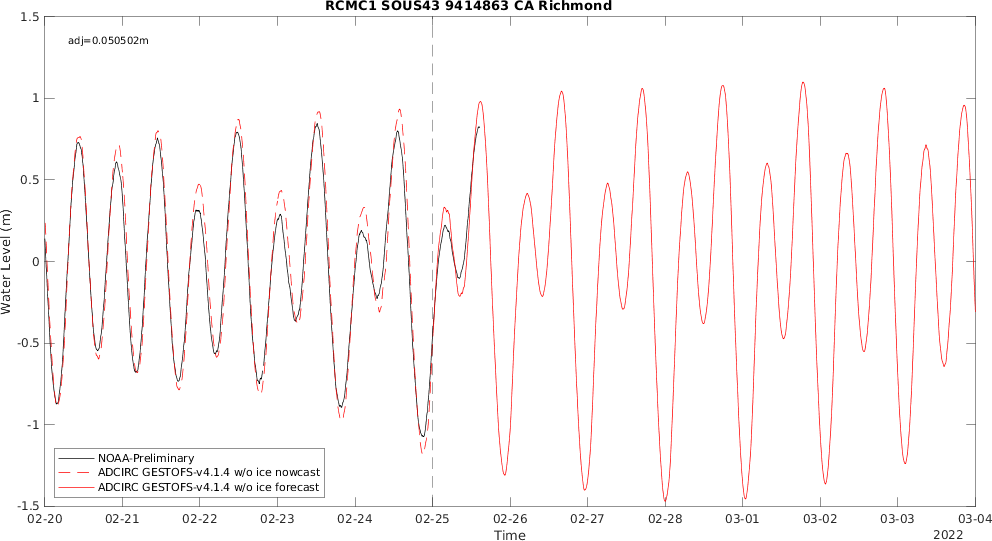 RCMC1 SOUS43 9414863 CA Richmond
adj=0.050502m
1.5
1
0.5
0
-0.5
-1
-1.5
Water Level (m)
NOAA-Preliminary
ADCIRC GESTOFS-v4.1.4 w/o ice nowcast
ADCIRC GESTOFS-v4.1.4 w/o ice forecast
02-20 02-21 02-22 02-23 02-24 02-25 02-26 02-27 02-28 03-01 03-02 03-03 03-04
Time
2022